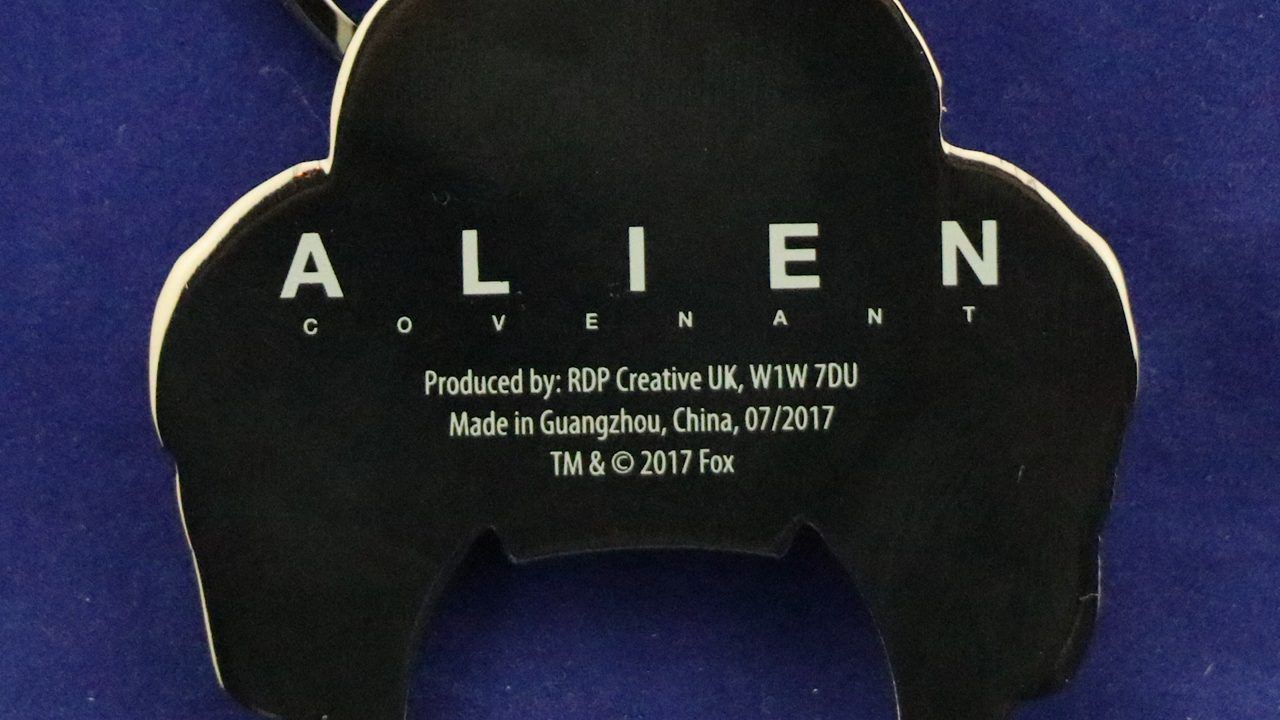 ALIEN
COVENANT
Produced by: RDP Creative UK, W1W 7DU
Made in Guangzhou, China, 07/2017
TM & © 2017 Fox